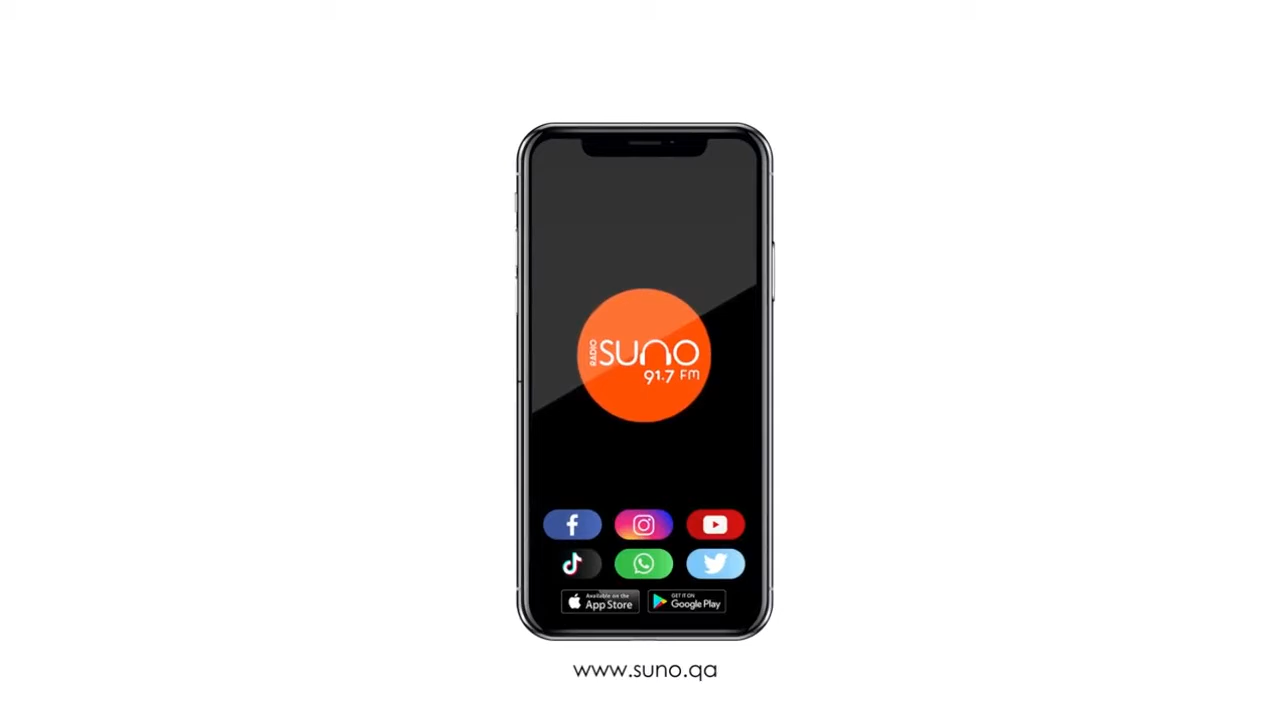 RADIO
SUNO
91.7 FM
Available on the
App Store
GET IT ON
Google Play
www.suno.qa